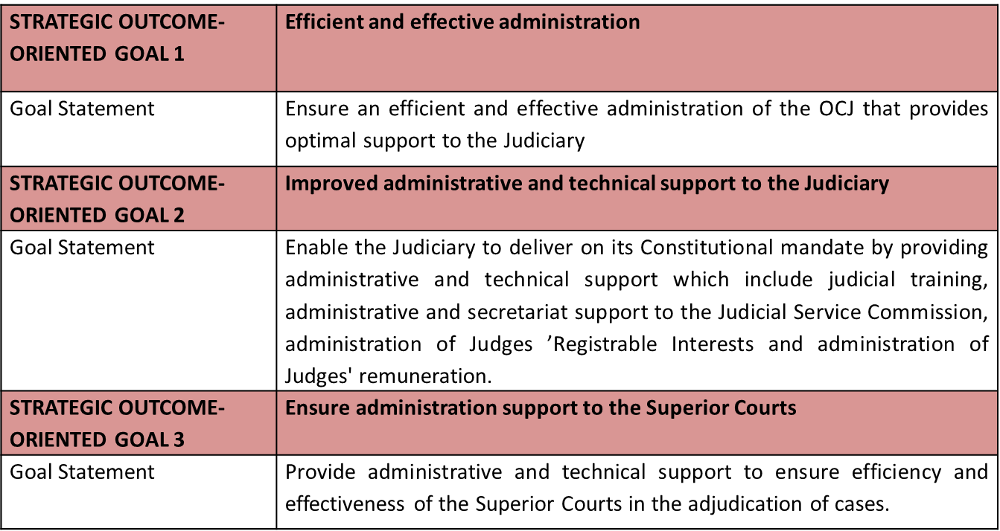 STRATEGIC OUTCOME-
ORIENTED GOAL 1
Efficient and effective administration
Goal Statement
Ensure an efficient and effective administration of the OCJ that provides
optimal support to the Judiciary
STRATEGIC OUTCOME-
ORIENTED GOAL 2
Improved administrative and technical support to the Judiciary
Goal Statement
Enable the Judiciary to deliver on its Constitutional mandate by providing
administrative and technical support which include judicial training,
administrative and secretariat support to the Judicial Service Commission,
administration of Judges ’Registrable Interests and administration of
Judges' remuneration.
STRATEGIC OUTCOME-
ORIENTED GOAL 3
Ensure administration support to the Superior Courts
Goal Statement
Provide administrative and technical support to ensure efficiency and
effectiveness of the Superior Courts in the adjudication of cases.